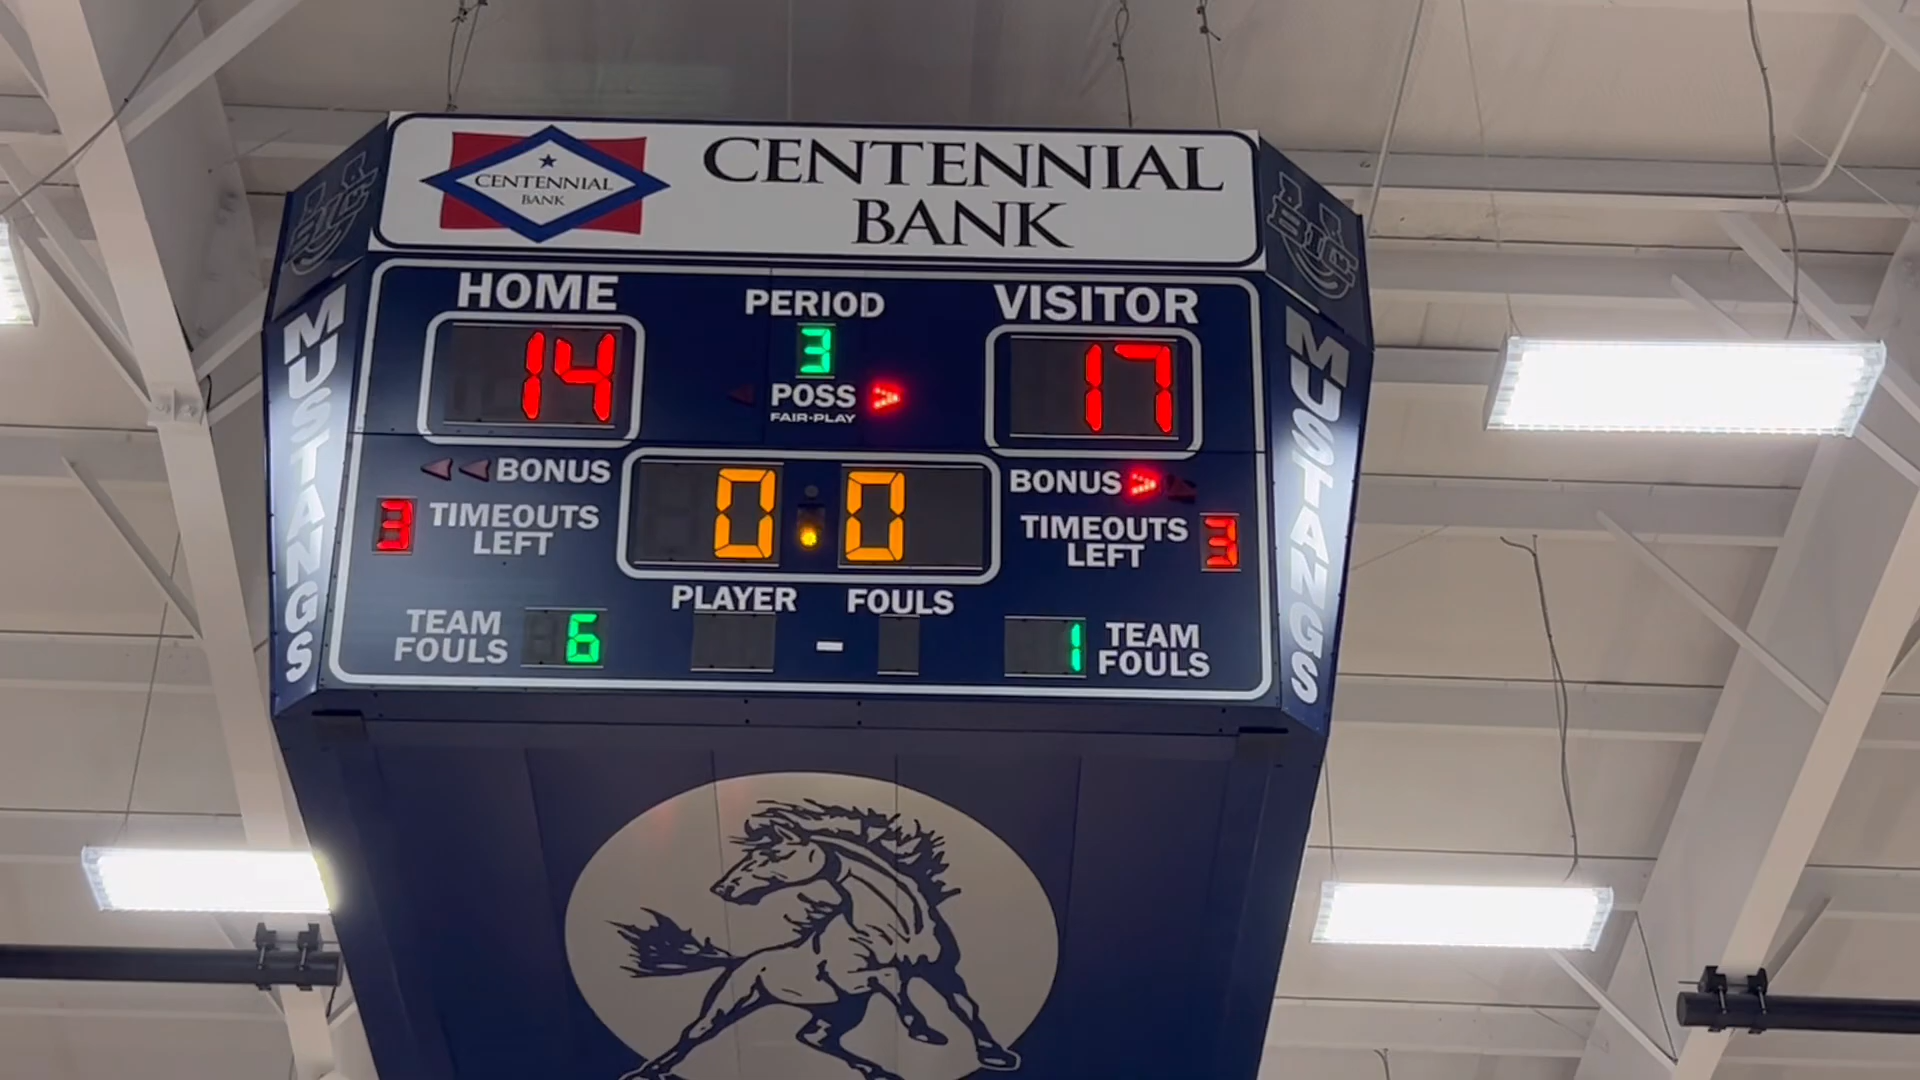 CENTENNIAL
BANK
CENTENNIAL
BANK
HOME
PERIOD
VISITOR
14
3
17
POSS
FAIR-PLAY
BONUS
0.0
BONUS
3
TIMEOUTS
LEFT
TIMEOUTS
LEFT
3
PLAYER
FOULS
TEAM
FOULS
6
-
1
TEAM
FOULS
MUSTANGS
MUSTANGS